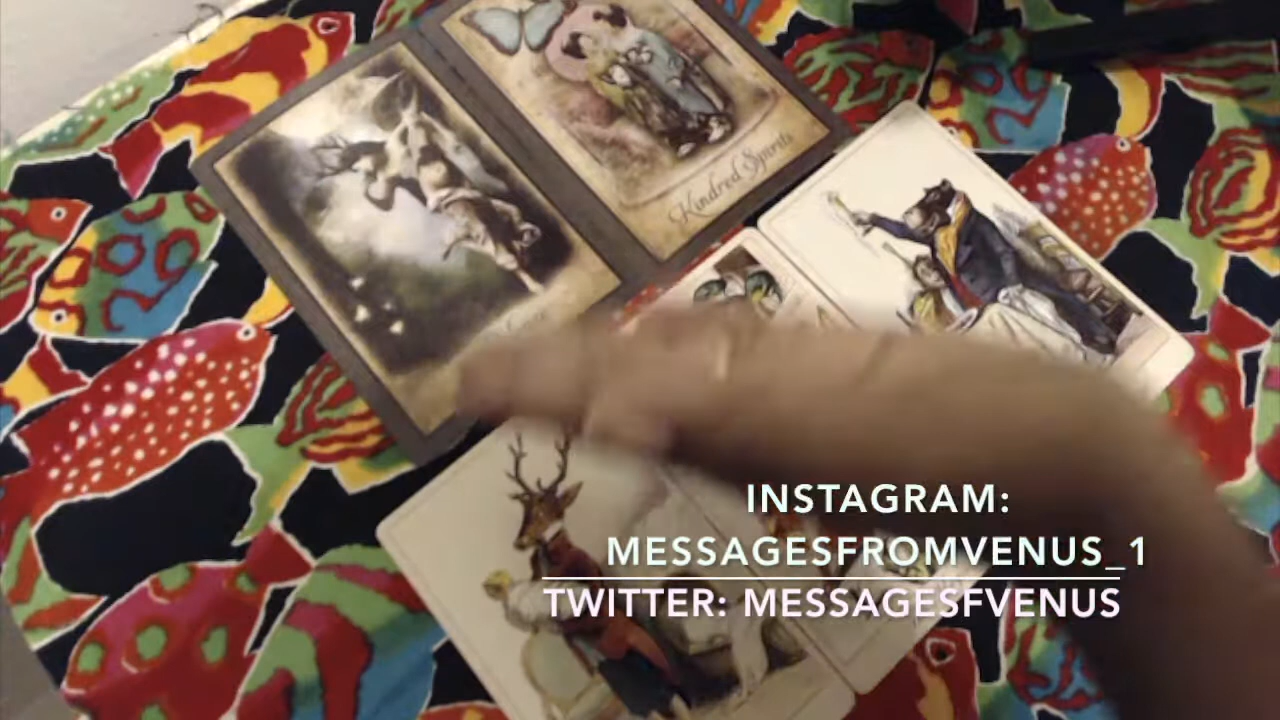 Kindred Spirits
INSTAGRAM:
MESSAGESFROMVENUS_1
TWITTER: MESSAGESFVENUS